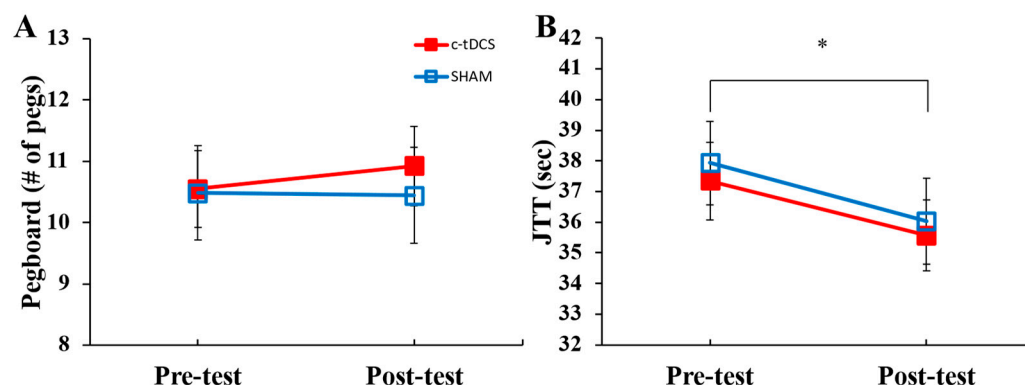 A
Pegboard (# of pegs)
13
12
11
10
9
8
c-tDCS
SHAM
Pre-test
Post-test
B
JTT (sec)
42
41
40
39
38
37
36
35
34
33
32
*
Pre-test
Post-test